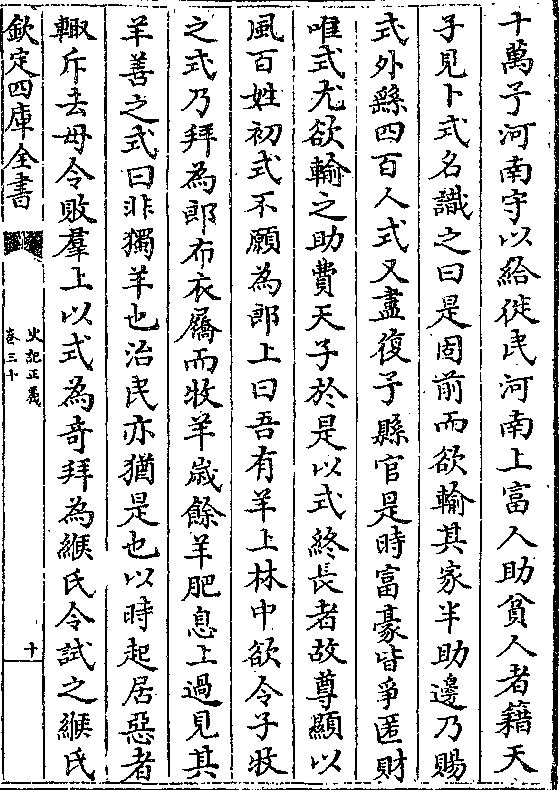 十萬子河南守以給徙民河南上富人助貧人者籍天
子見卜式名識之曰是固前而欲輸其家半助邊乃賜
式外繇四百人式又盡復予縣官是時富豪皆爭匿財
唯式尤欲輸之助費天子於是以式終長者故尊顯以
風百姓初式不願為郎上曰吾有羊上林中欲令子牧
之式乃拜為郎布衣屩而牧羊歲餘羊肥息上過見其
羊善之式曰非獨羊也治民亦猶是也以時起居惡者
輙斥去毋令敗羣上以式為奇拜為緱氏令試之緱氏
欽定四庫全書
史記正義
卷三十
十